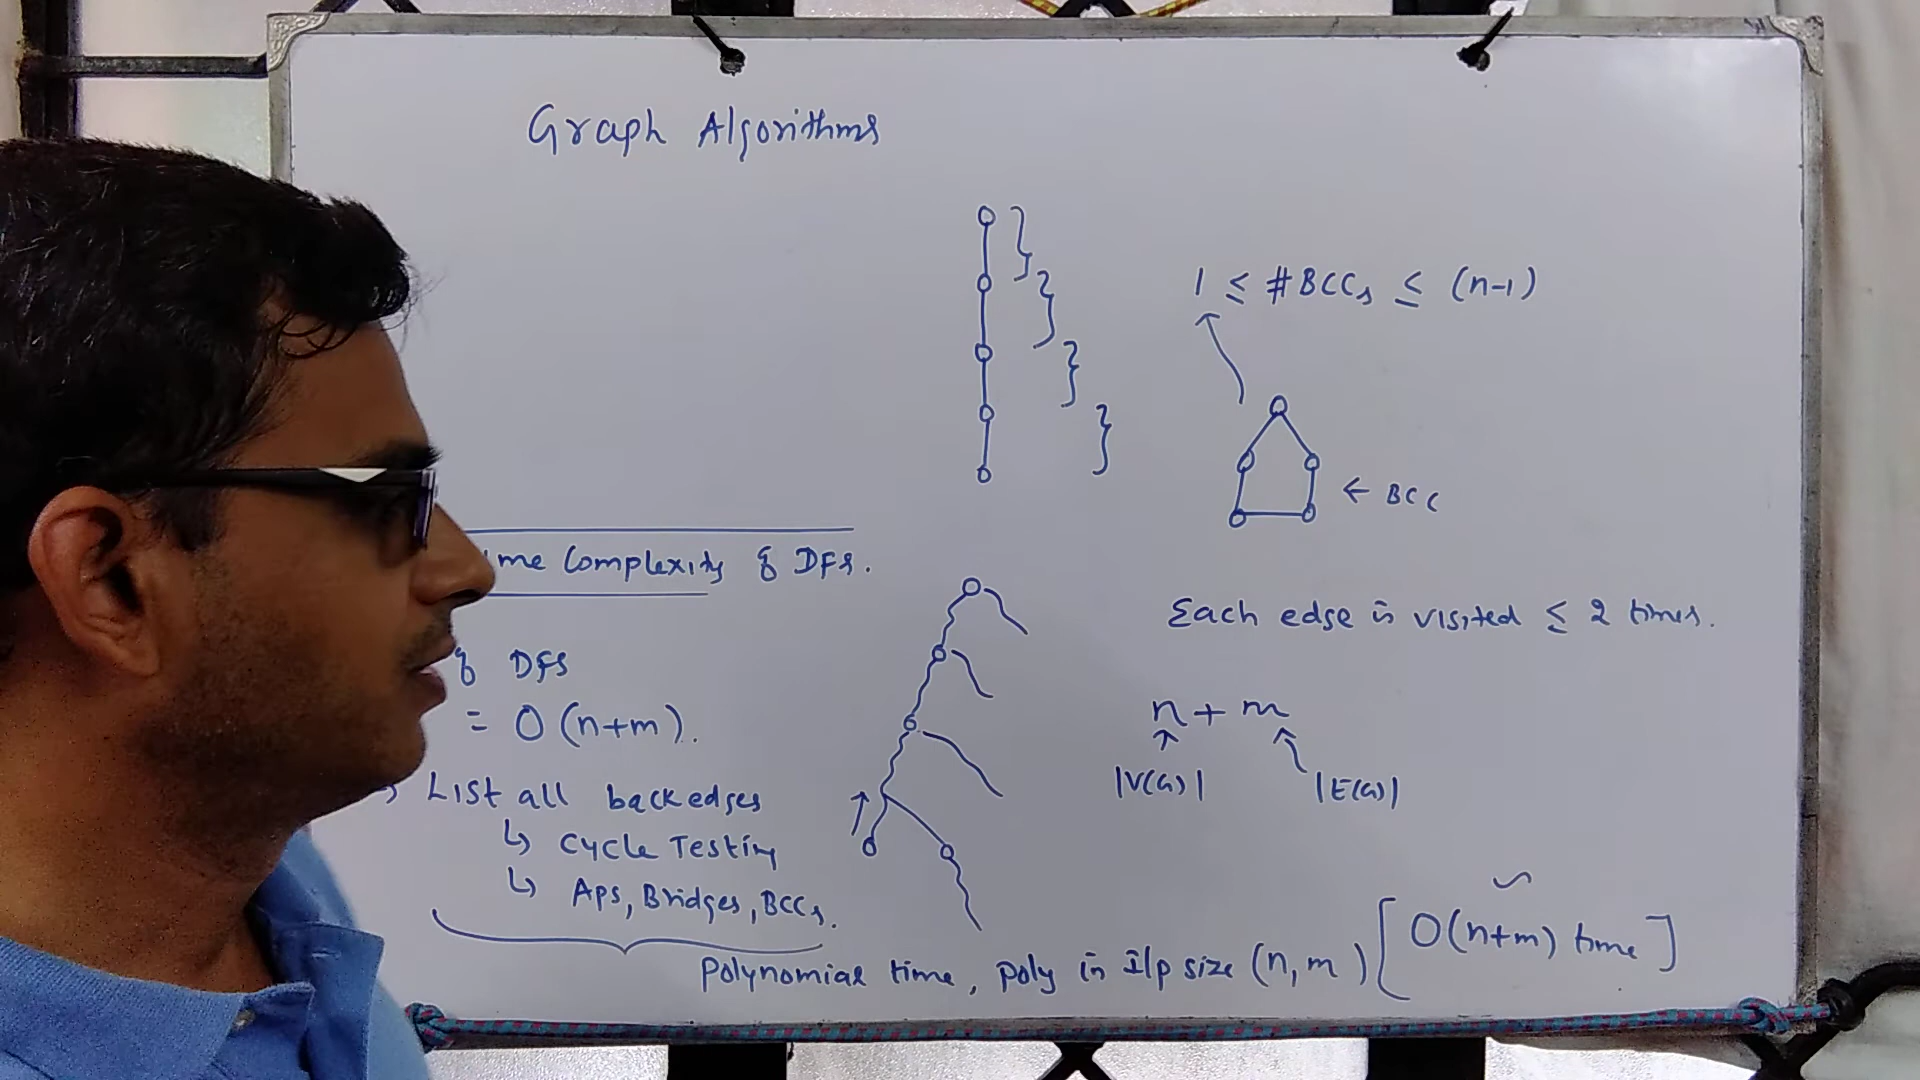 Graph Algorithms
1 ≤ #BCCs ≤ (n-1)
← BCC
Complexity of DFS.
Each edge is visited ≤ 2 times.
of DFS
= O(n+m).
n + m
|V(G)| |E(G)|
List all backedges
↳ Cycle Testing
↳ Aps, Bridges, BCCs.
Polynomial time, poly in I/p size (n, m) [O(n+m) time]